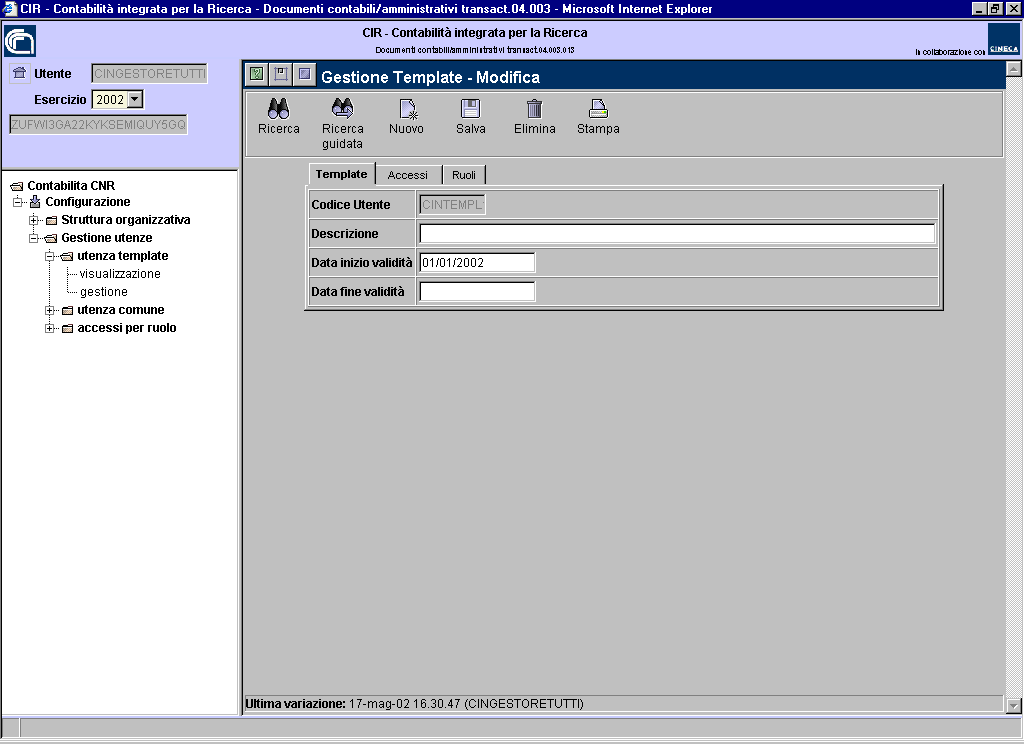 CIR - Contabilità integrata per la Ricerca - Documenti contabili/amministrativi transact.04.003 - Microsoft Internet Explorer
CIR - Contabilità integrata per la Ricerca
Documenti contabili/amministrativi transact.04.003.013
In collaborazione con CINECA
Utente CINGESTORETUTTI
Esercizio 2002
ZUFWI3GA22KYKSEMIQUY5GQ
Gestione Template - Modifica
Ricerca
Ricerca guidata
Nuovo
Salva
Elimina
Stampa
Contabilita CNR
Configurazione
Struttura organizzativa
Gestione utenze
utenza template
visualizzazione
gestione
utenza comune
accessi per ruolo
Template Accessi Ruoli
Codice Utente CINTEMPL
Descrizione
Data inizio validità 01/01/2002
Data fine validità
Ultima variazione: 17-mag-02 16.30.47 (CINGESTORETUTTI)